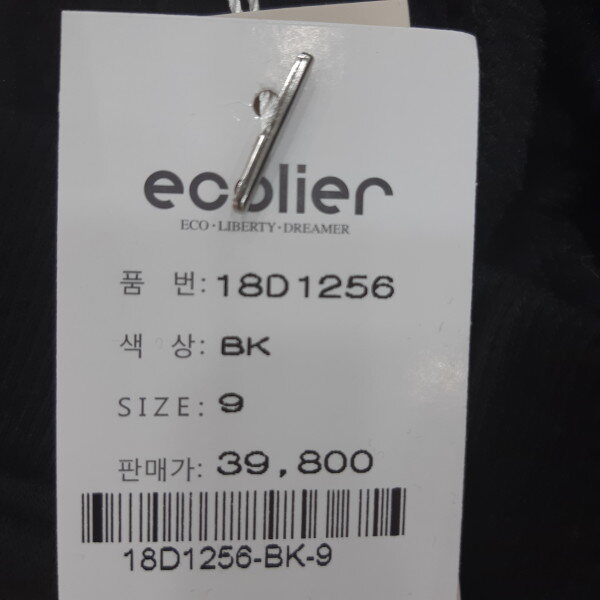 ecolier
ECO·LIBERTY·DREAMER
품 번: 18D1256
색 상: BK
SIZE: 9
판매가: 39,800
18D1256-BK-9